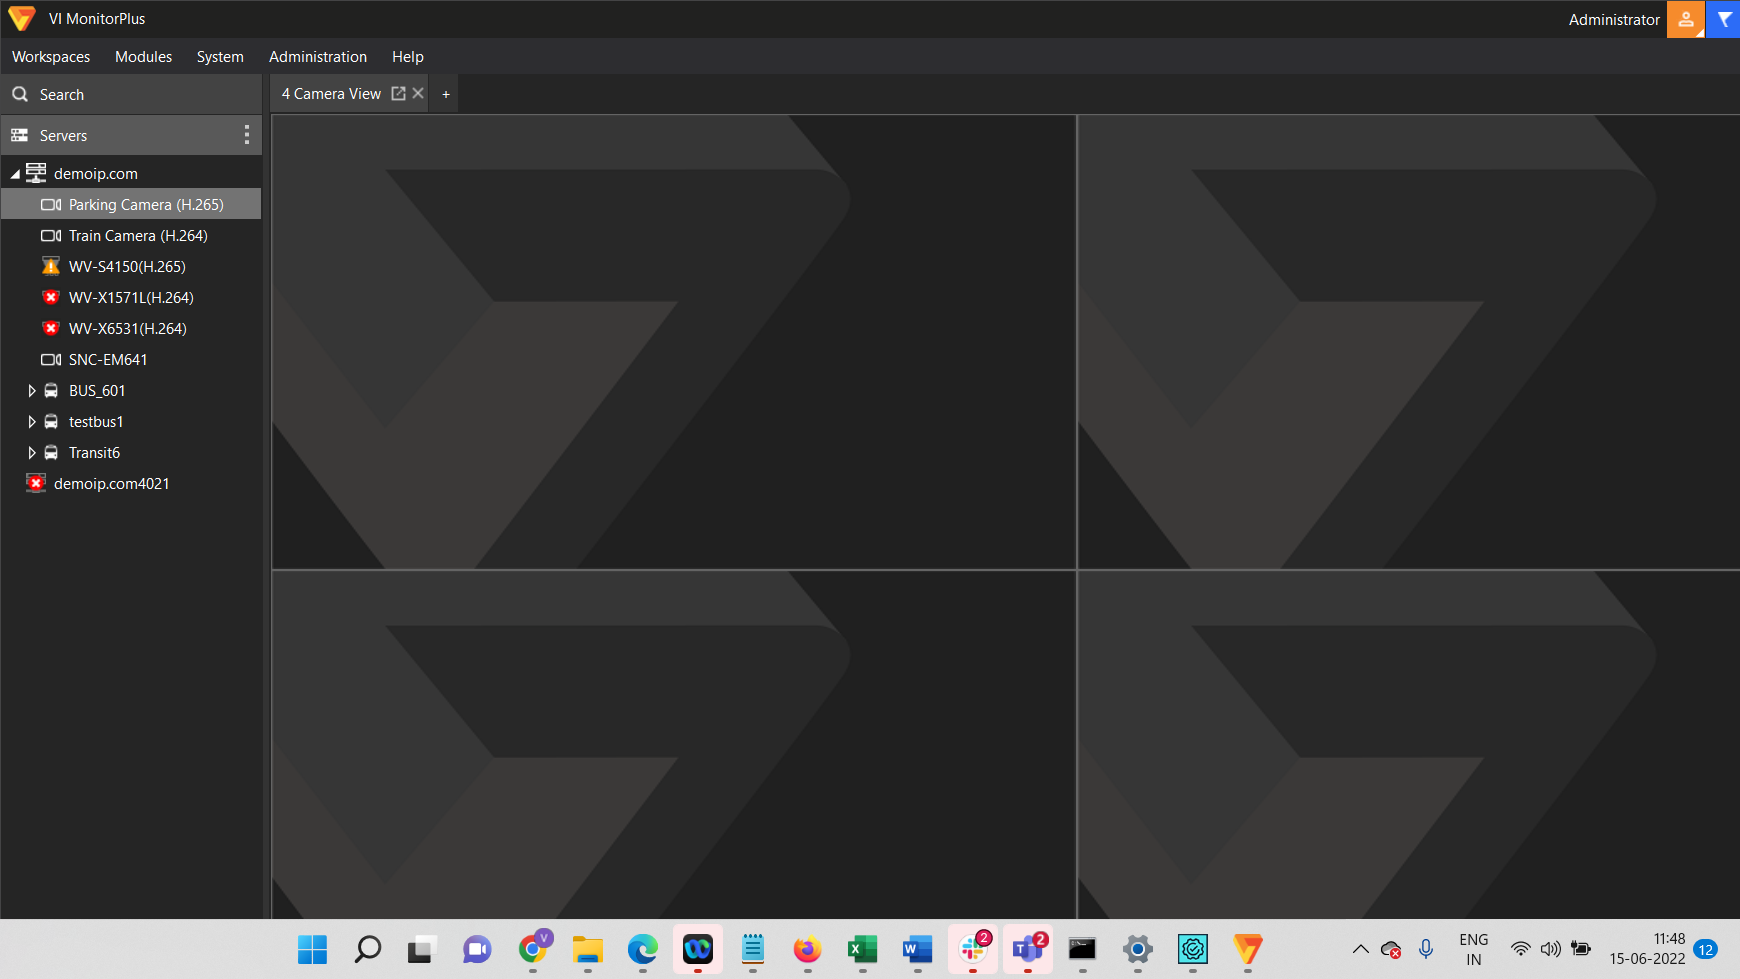 VI MonitorPlus
Administrator
Workspaces Modules System Administration Help
Search
4 Camera View +
Servers
demoip.com
Parking Camera (H.265)
Train Camera (H.264)
WV-S4150(H.265)
WV-X1571L(H.264)
WV-X6531(H.264)
SNC-EM641
BUS_601
testbus1
Transit6
demoip.com4021
V
2
2
ENG
IN
11:48
15-06-2022
12